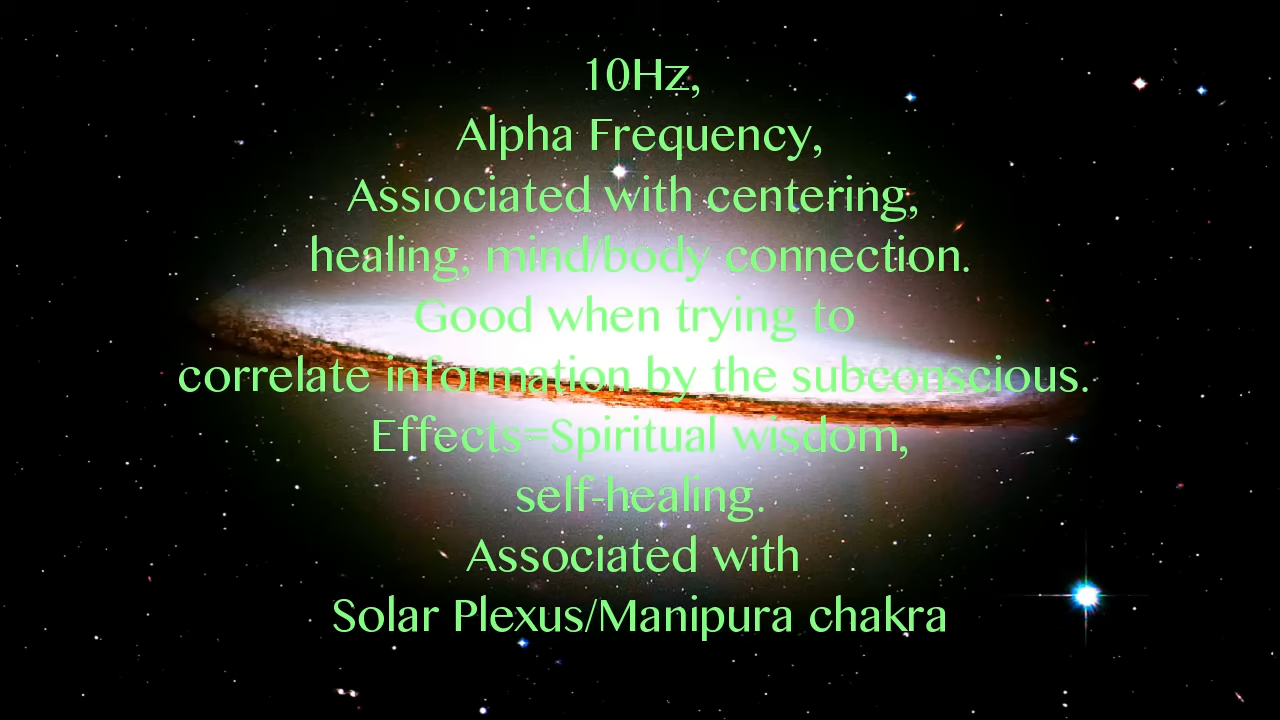 10Hz,
Alpha Frequency,
Assıociated with centering,
healing, mind/body connection.
Good when trying to
correlate information by the subconscious.
Effects=Spiritual wisdom,
self-healing.
Associated with
Solar Plexus/Manipura chakra